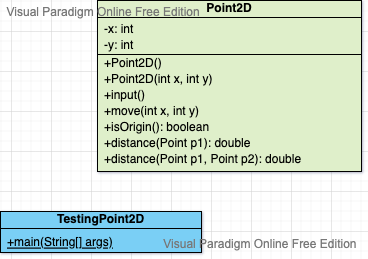 Visual Paradigm Online Free Edition
Point2D
-x: int
-y: int
+Point2D()
+Point2D(int x, int y)
+input()
+move(int x, int y)
+isOrigin(): boolean
+distance(Point p1): double
+distance(Point p1, Point p2): double
TestingPoint2D
+main(String[] args)
Visual Paradigm Online Free Edition